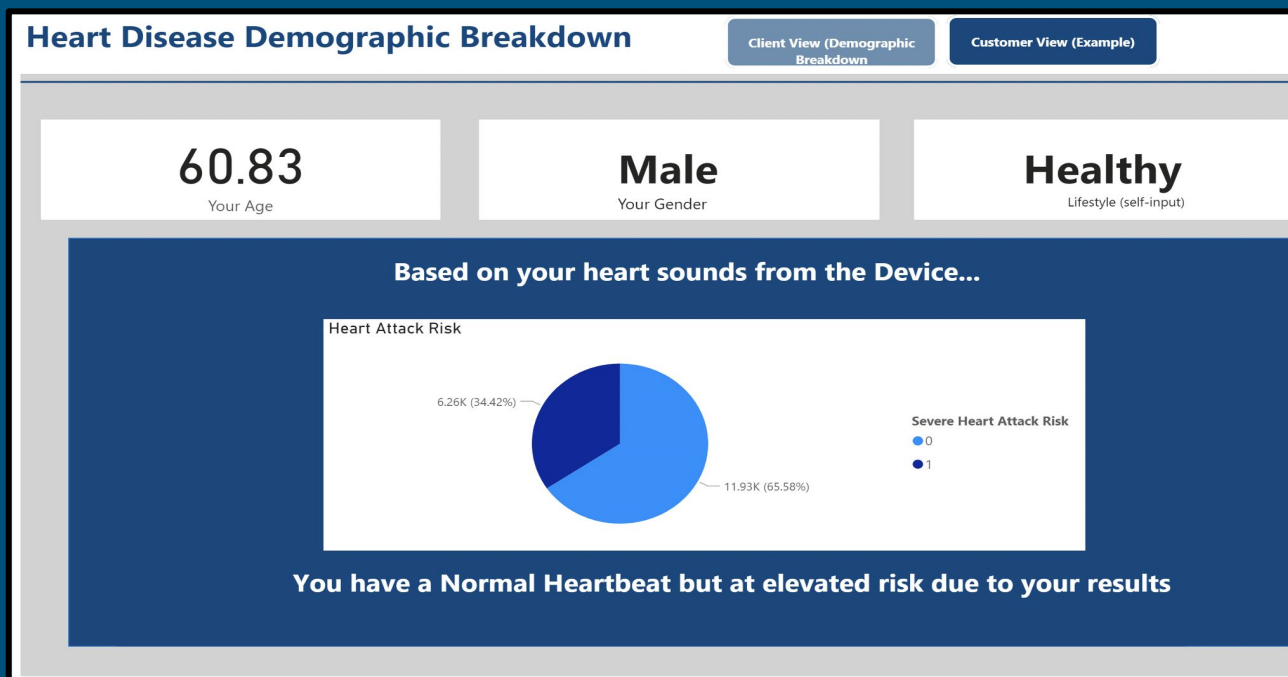 Heart Disease Demographic Breakdown
Client View (Demographic
Breakdown
Customer View (Example)
60.83
Your Age
Male
Your Gender
Healthy
Lifestyle (self-input)
Based on your heart sounds from the Device...
Heart Attack Risk
6.26K (34.42%)
11.93K (65.58%)
Severe Heart Attack Risk
0
1
You have a Normal Heartbeat but at elevated risk due to your results